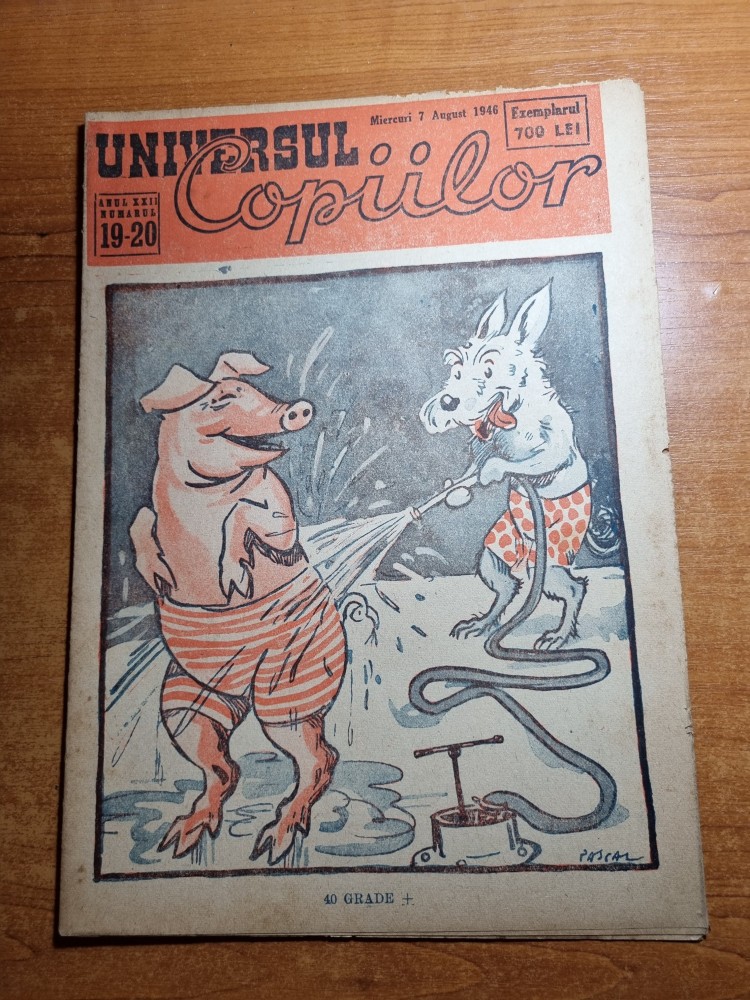 UNIVERSUL
Copiilor
Miercuri 7 August 1946
Exemplarul
700 LEI
ANUL XXII
NUMARUL
19-20
PASCAL
40 GRADE +